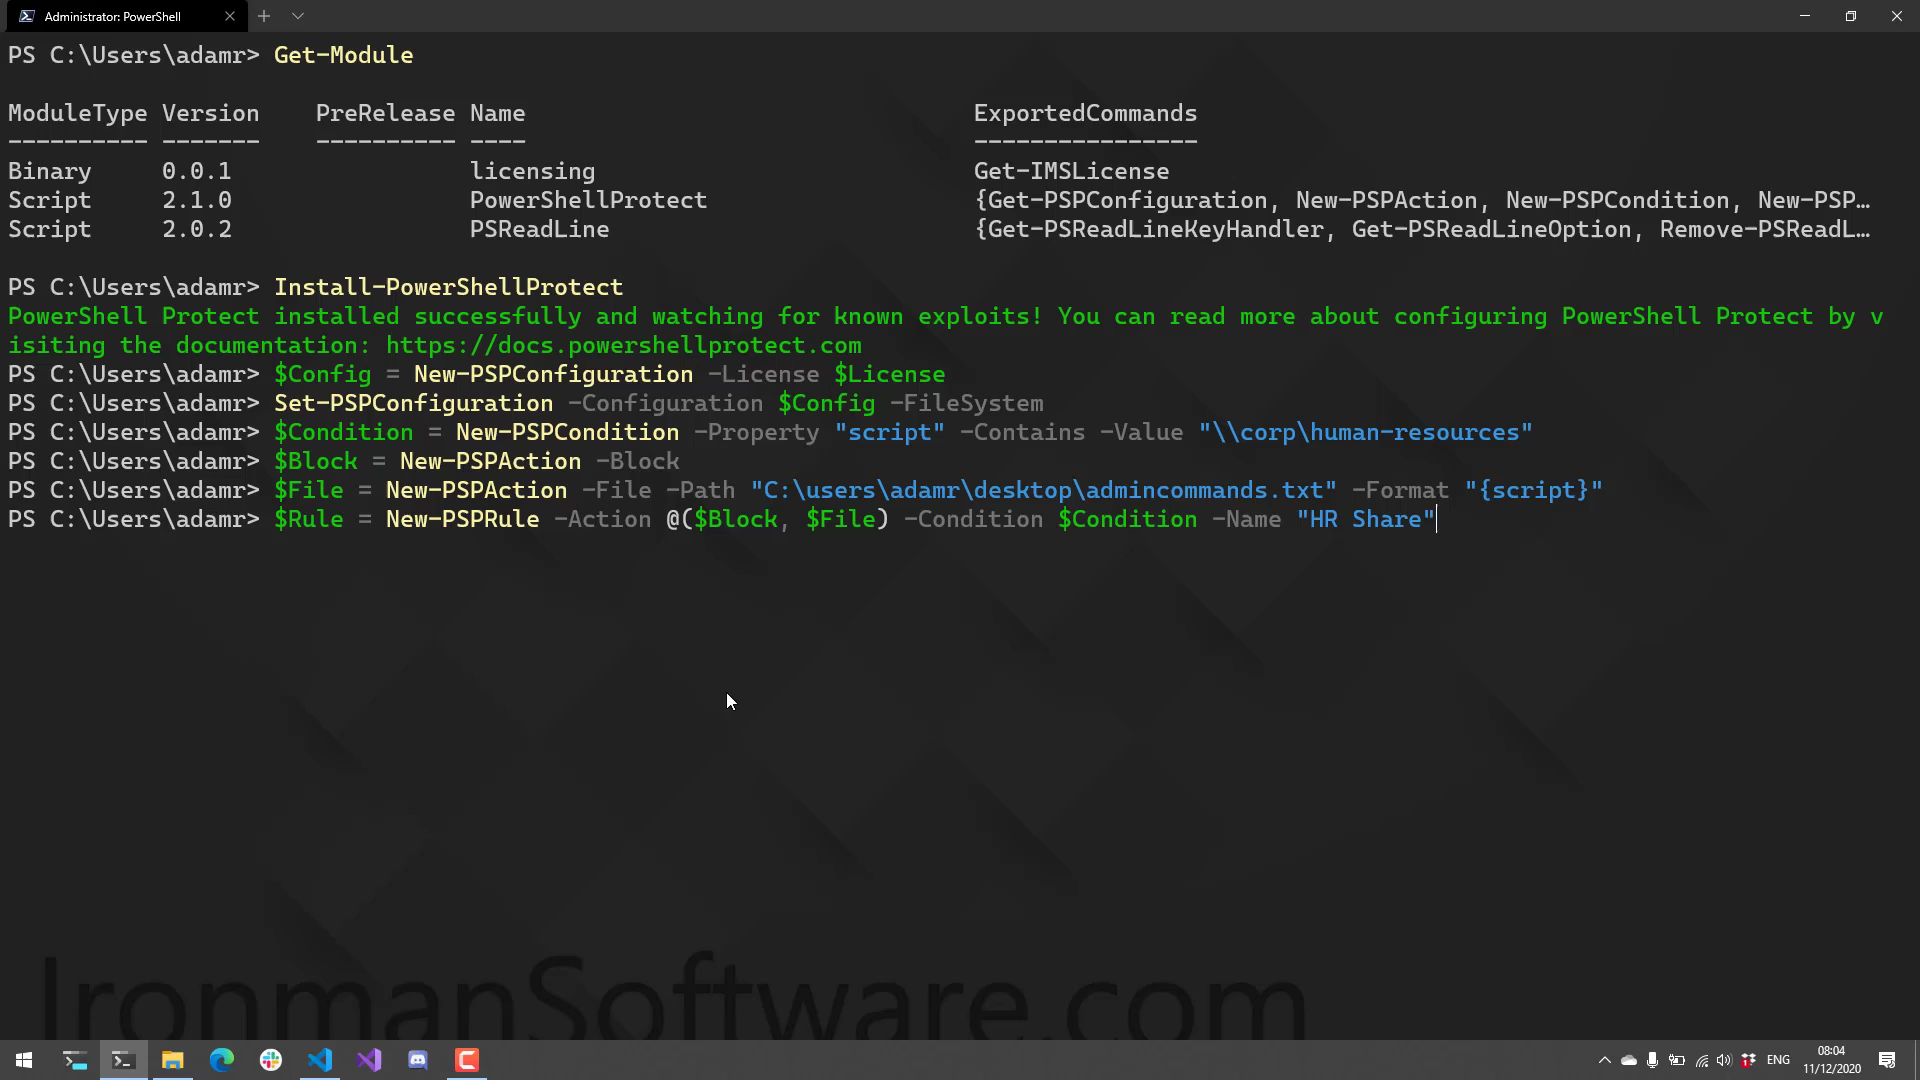 Administrator: PowerShell
PS C:\Users\adamr> Get-Module
ModuleType Version    PreRelease Name                                ExportedCommands
---------- -------    ---------- ----                                ----------------
Binary     0.0.1                 licensing                           Get-IMSLicense
Script     2.1.0                 PowerShellProtect                   {Get-PSPConfiguration, New-PSPAction, New-PSPCondition, New-PSP…
Script     2.0.2                 PSReadLine                          {Get-PSReadLineKeyHandler, Get-PSReadLineOption, Remove-PSReadL…
PS C:\Users\adamr> Install-PowerShellProtect
PowerShell Protect installed successfully and watching for known exploits! You can read more about configuring PowerShell Protect by v
isiting the documentation: https://docs.powershellprotect.com
PS C:\Users\adamr> $Config = New-PSPConfiguration -License $License
PS C:\Users\adamr> Set-PSPConfiguration -Configuration $Config -FileSystem
PS C:\Users\adamr> $Condition = New-PSPCondition -Property "script" -Contains -Value "\\corp\human-resources"
PS C:\Users\adamr> $Block = New-PSPAction -Block
PS C:\Users\adamr> $File = New-PSPAction -File -Path "C:\users\adamr\desktop\admincommands.txt" -Format "{script}"
PS C:\Users\adamr> $Rule = New-PSPRule -Action @($Block, $File) -Condition $Condition -Name "HR Share"
IronmanSoftware.com
ENG
08:04
11/12/2020